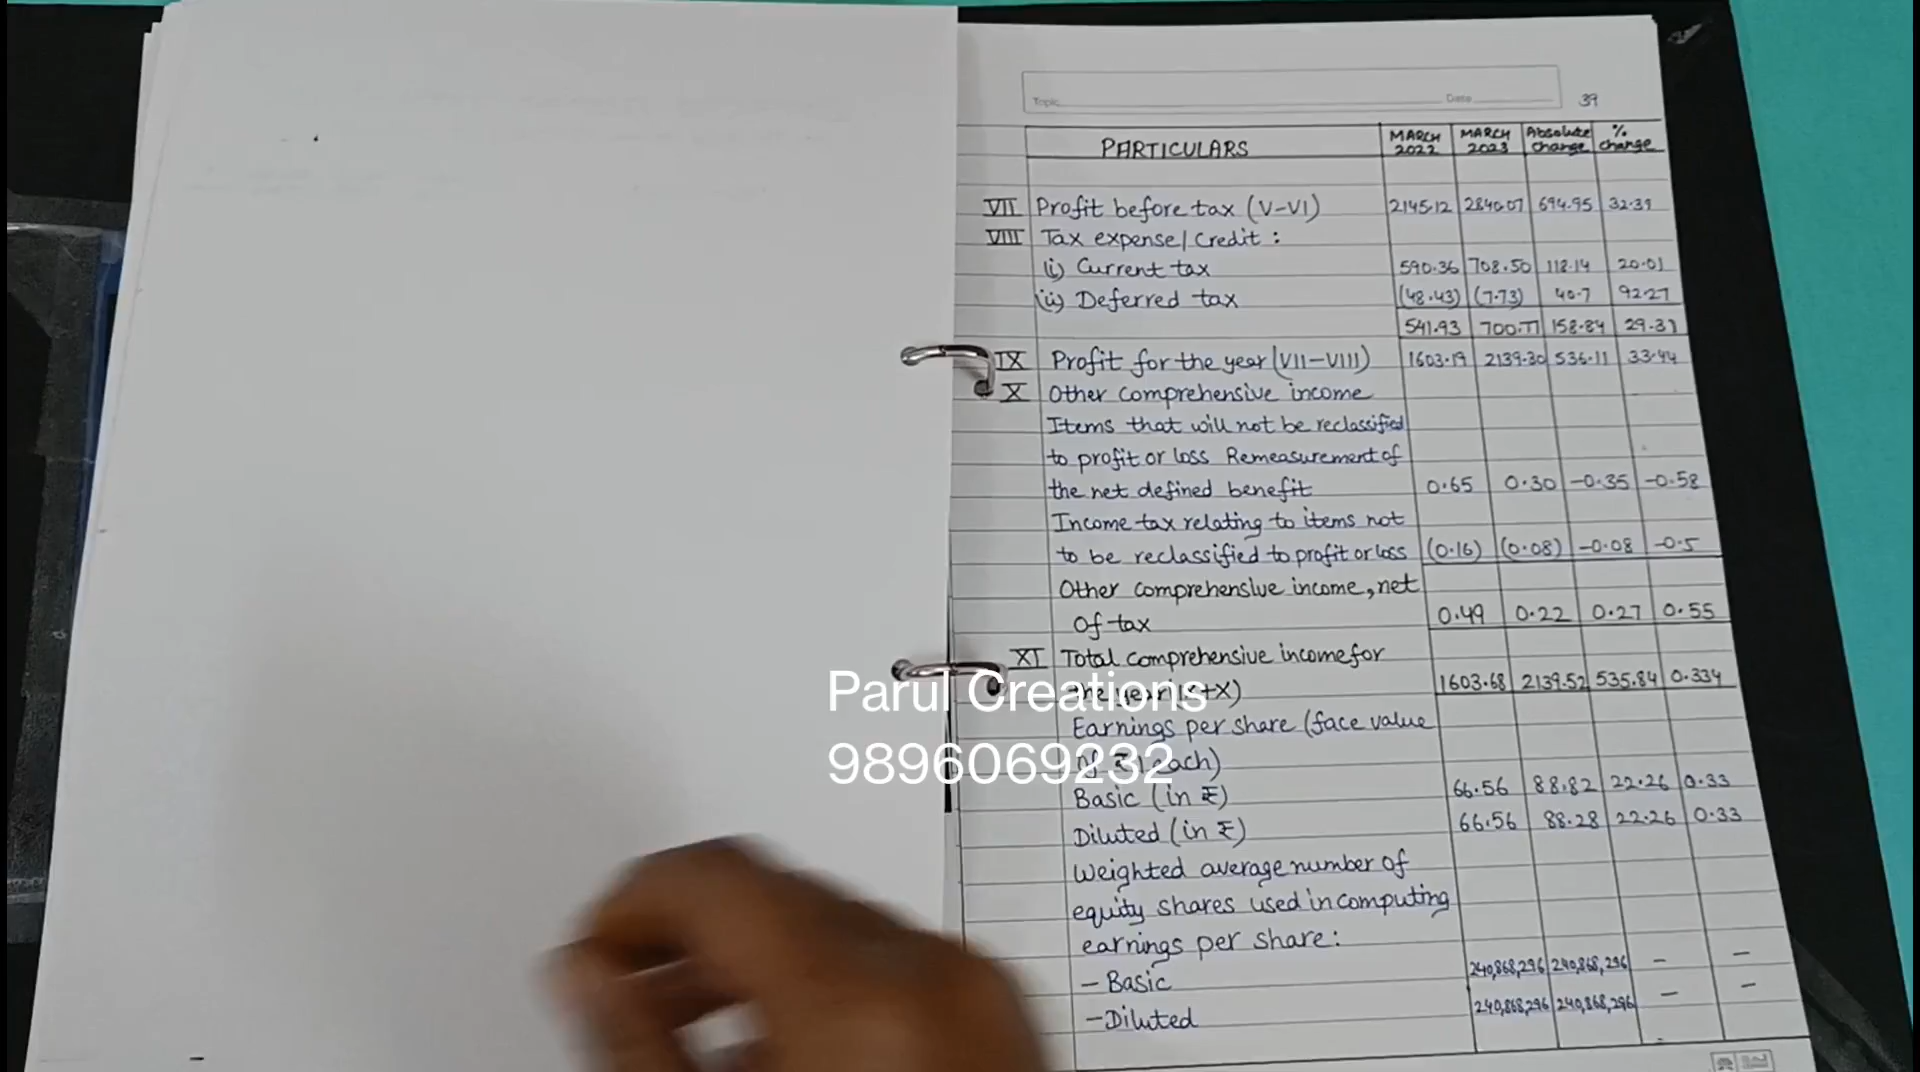 Topic Date 39
PARTICULARS MARCH 2022 MARCH 2023 Absolute change % change
VII Profit before tax (V-VI) 2145.12 2840.07 694.95 32.39
VIII Tax expense/Credit :
(i) Current tax 590.36 708.50 118.14 20.01
(ii) Deferred tax (48.43) (7.73) 40.7 92.27
541.93 700.77 158.84 29.31
IX Profit for the year (VII-VIII) 1603.19 2139.30 536.11 33.44
X Other comprehensive income
Items that will not be reclassified
to profit or loss Remeasurement of
the net defined benefit 0.65 0.30 -0.35 -0.58
Income tax relating to items not
to be reclassified to profit or loss (0.16) (0.08) -0.08 -0.5
Other comprehensive income, net
Of tax 0.49 0.22 0.27 0.55
XI Total comprehensive income for
the year (IX+X) 1603.68 2139.52 535.84 0.334
Parul Creations
Earnings per share (face value
of ₹1 each)
9896069232
Basic (in ₹) 66.56 88.82 22.26 0.33
Diluted (in ₹) 66.56 88.28 22.26 0.33
Weighted average number of
equity shares used in computing
earnings per share:
- Basic 240,868,296 240,868,296 - -
- Diluted 240,868,296 240,868,296 - -